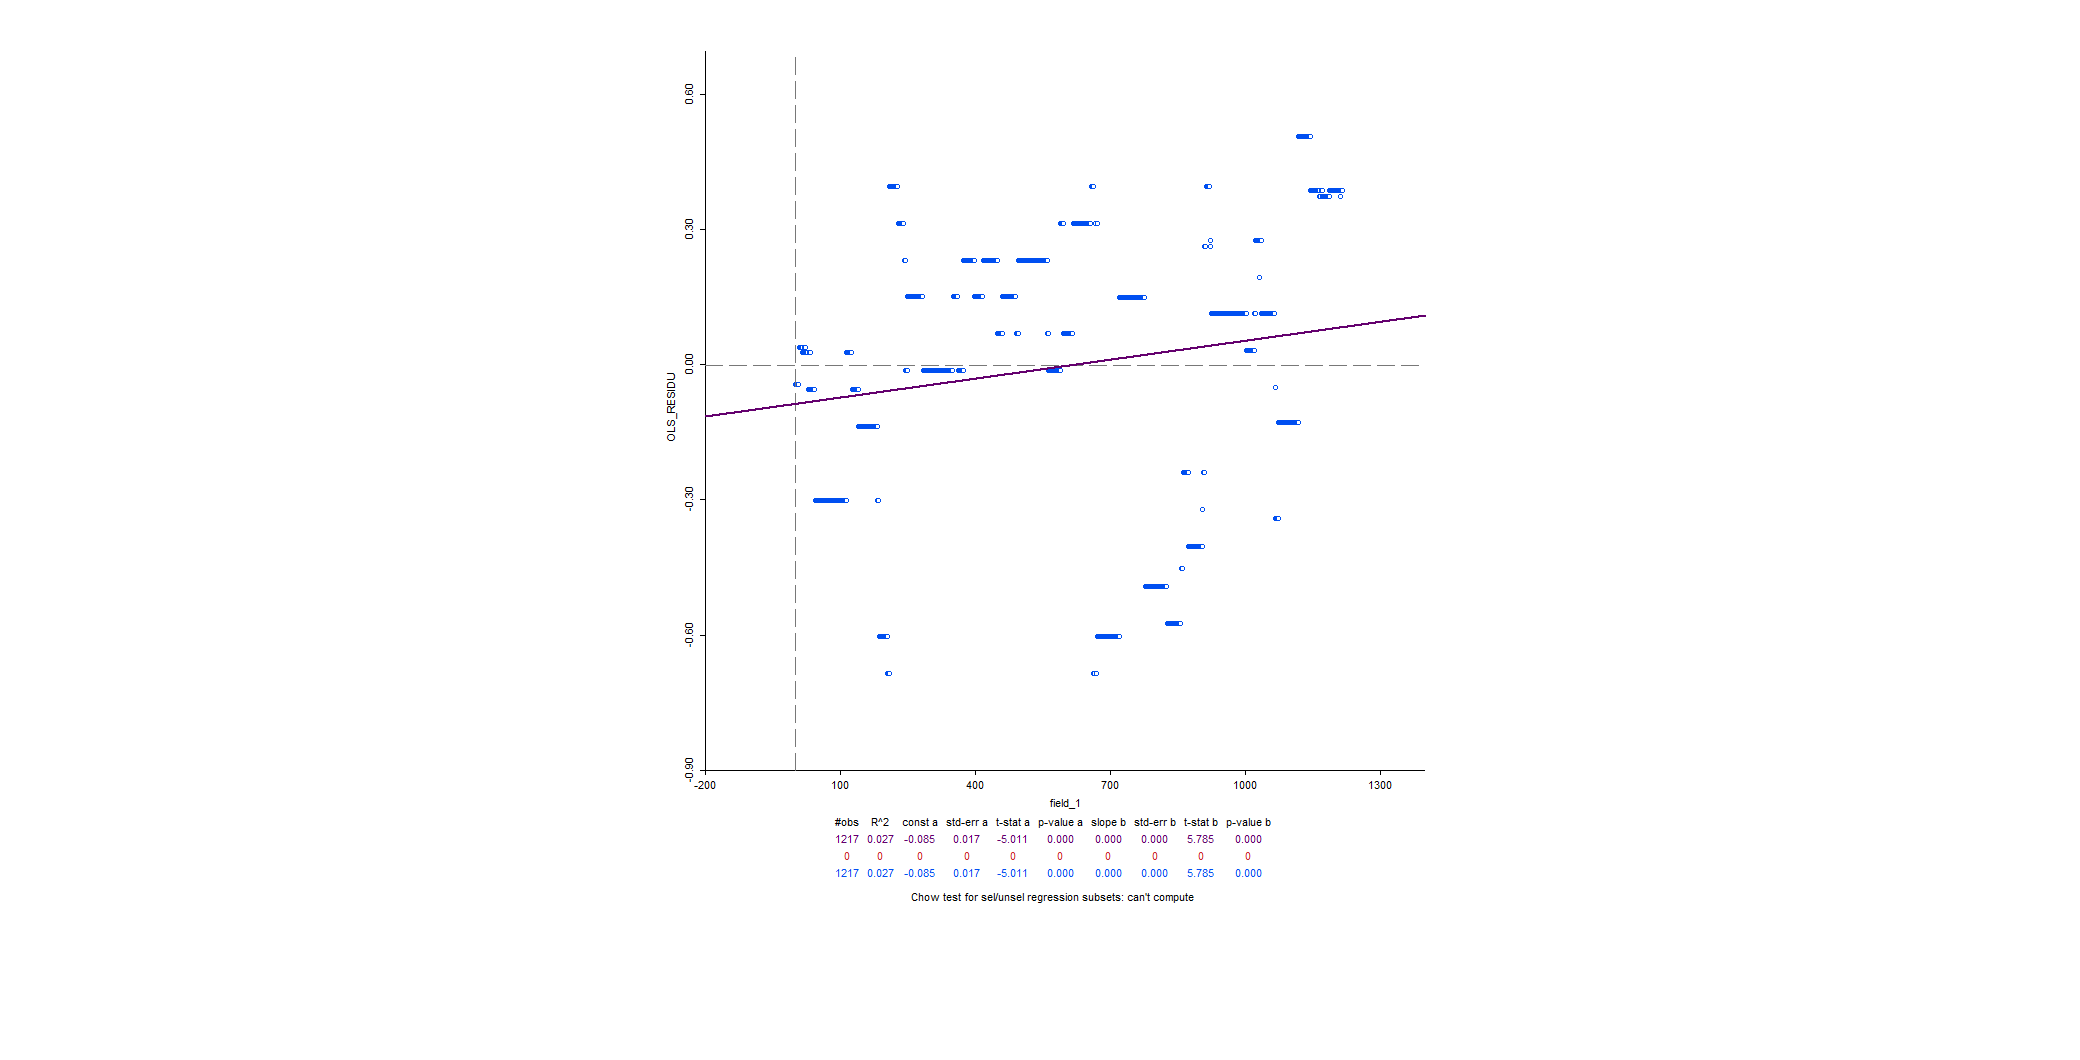 0.60
0.30
0.00
-0.30
-0.60
-0.90
OLS_RESIDU
-200 100 400 700 1000 1300
field_1
#obs R^2 const a std-err a t-stat a p-value a slope b std-err b t-stat b p-value b
1217 0.027 -0.085 0.017 -5.011 0.000 0.000 0.000 5.785 0.000
0 0 0 0 0 0 0 0 0 0
1217 0.027 -0.085 0.017 -5.011 0.000 0.000 0.000 5.785 0.000
Chow test for sel/unsel regression subsets: can't compute